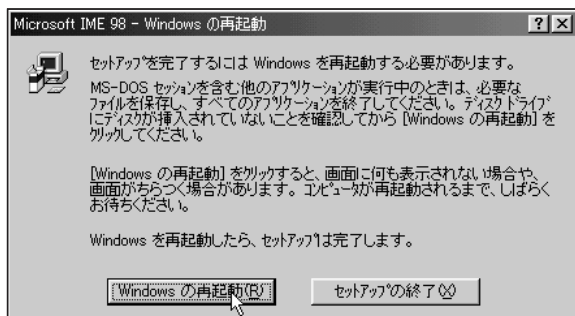 Microsoft IME 98 - Windows の再起動
ｾｯﾄｱｯﾌﾟを完了するには Windows を再起動する必要があります。
MS-DOS ｾｯｼｮﾝを含む他のｱﾌﾟﾘｹｰｼｮﾝが実行中のときは、必要な
ﾌｧｲﾙを保存し、すべてのｱﾌﾟﾘｹｰｼｮﾝを終了してください。ﾃﾞｨｽｸ ﾄﾞﾗｲﾌﾞ
にﾃﾞｨｽｸが挿入されていないことを確認してから [Windows の再起動] を
ｸﾘｯｸしてください。
[Windows の再起動] をｸﾘｯｸすると、画面に何も表示されない場合や、
画面がちらつく場合があります。ｺﾝﾋﾟｭｰﾀが再起動されるまで、しばらく
お待ちください。
Windows を再起動したら、ｾｯﾄｱｯﾌﾟは完了します。
Windows の再起動(R)
ｾｯﾄｱｯﾌﾟの終了(X)